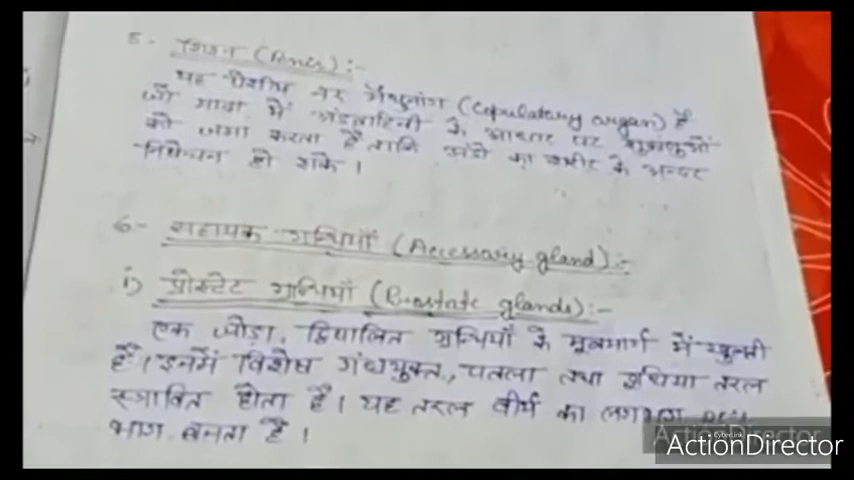 5- शिश्न (Penis) :-
यह पेशीय नर मैथुनांग (Copulatory organ) है
जो मादा में अंडवाहिनी के आधार पर शुक्राणुओं
को जमा करता है ताकि अंडो का शरीर के अन्दर
निषेचन हो सके ।
6- सहायक ग्रन्थियाँ (Accessary gland) :-
i) प्रोस्टेट ग्रन्थियाँ (Prostate glands) :-
एक जोड़ा, द्विपालित ग्रन्थियाँ के मूत्रमार्ग में खुलती
है। इनमें विशेष गंधयुक्त, पतला तथा दुधिया तरल
स्त्रावित होता है। यह तरल वीर्य का लगभग
भाग बनता है ।
CyberLink
ActionDirector